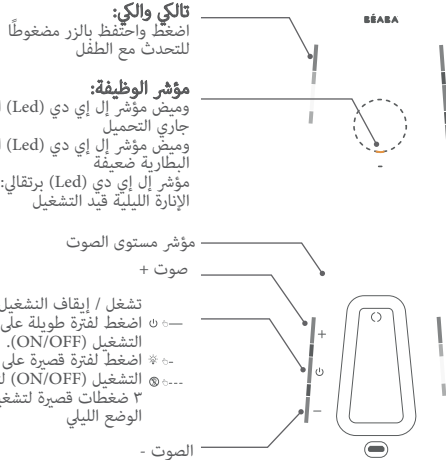 تالكي والكي:
اضغط واحتفظ بالزر مضغوطًا
للتحدث مع الطفل
BÉABA
مؤشر الوظيفة:
وميض مؤشر إل إي دي (Led)
جاري التحميل
وميض مؤشر إل إي دي (Led)
البطارية ضعيفة
مؤشر إل إي دي (Led) برتقالي:
الإنارة الليلية قيد التشغيل
مؤشر مستوى الصوت
صوت +
تشغل / إيقاف النشغيل
اضغط لفترة طويلة على
التشغيل (ON/OFF).
اضغط لفترة قصيرة على
التشغيل (ON/OFF)
٣ ضغطات قصيرة
الوضع الليلي
الصوت -